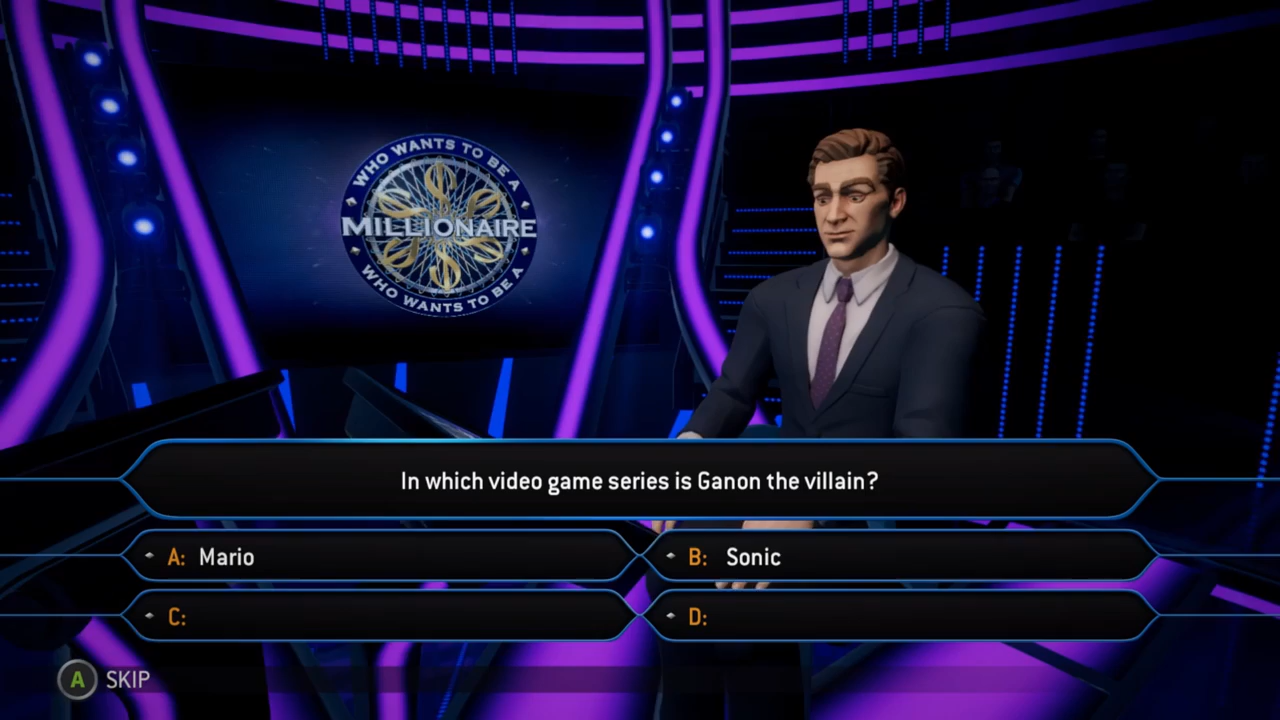 WHO WANTS TO BE A
MILLIONAIRE
WHO WANTS TO BE A
In which video game series is Ganon the villain?
A: Mario
B: Sonic
C:
D:
A SKIP